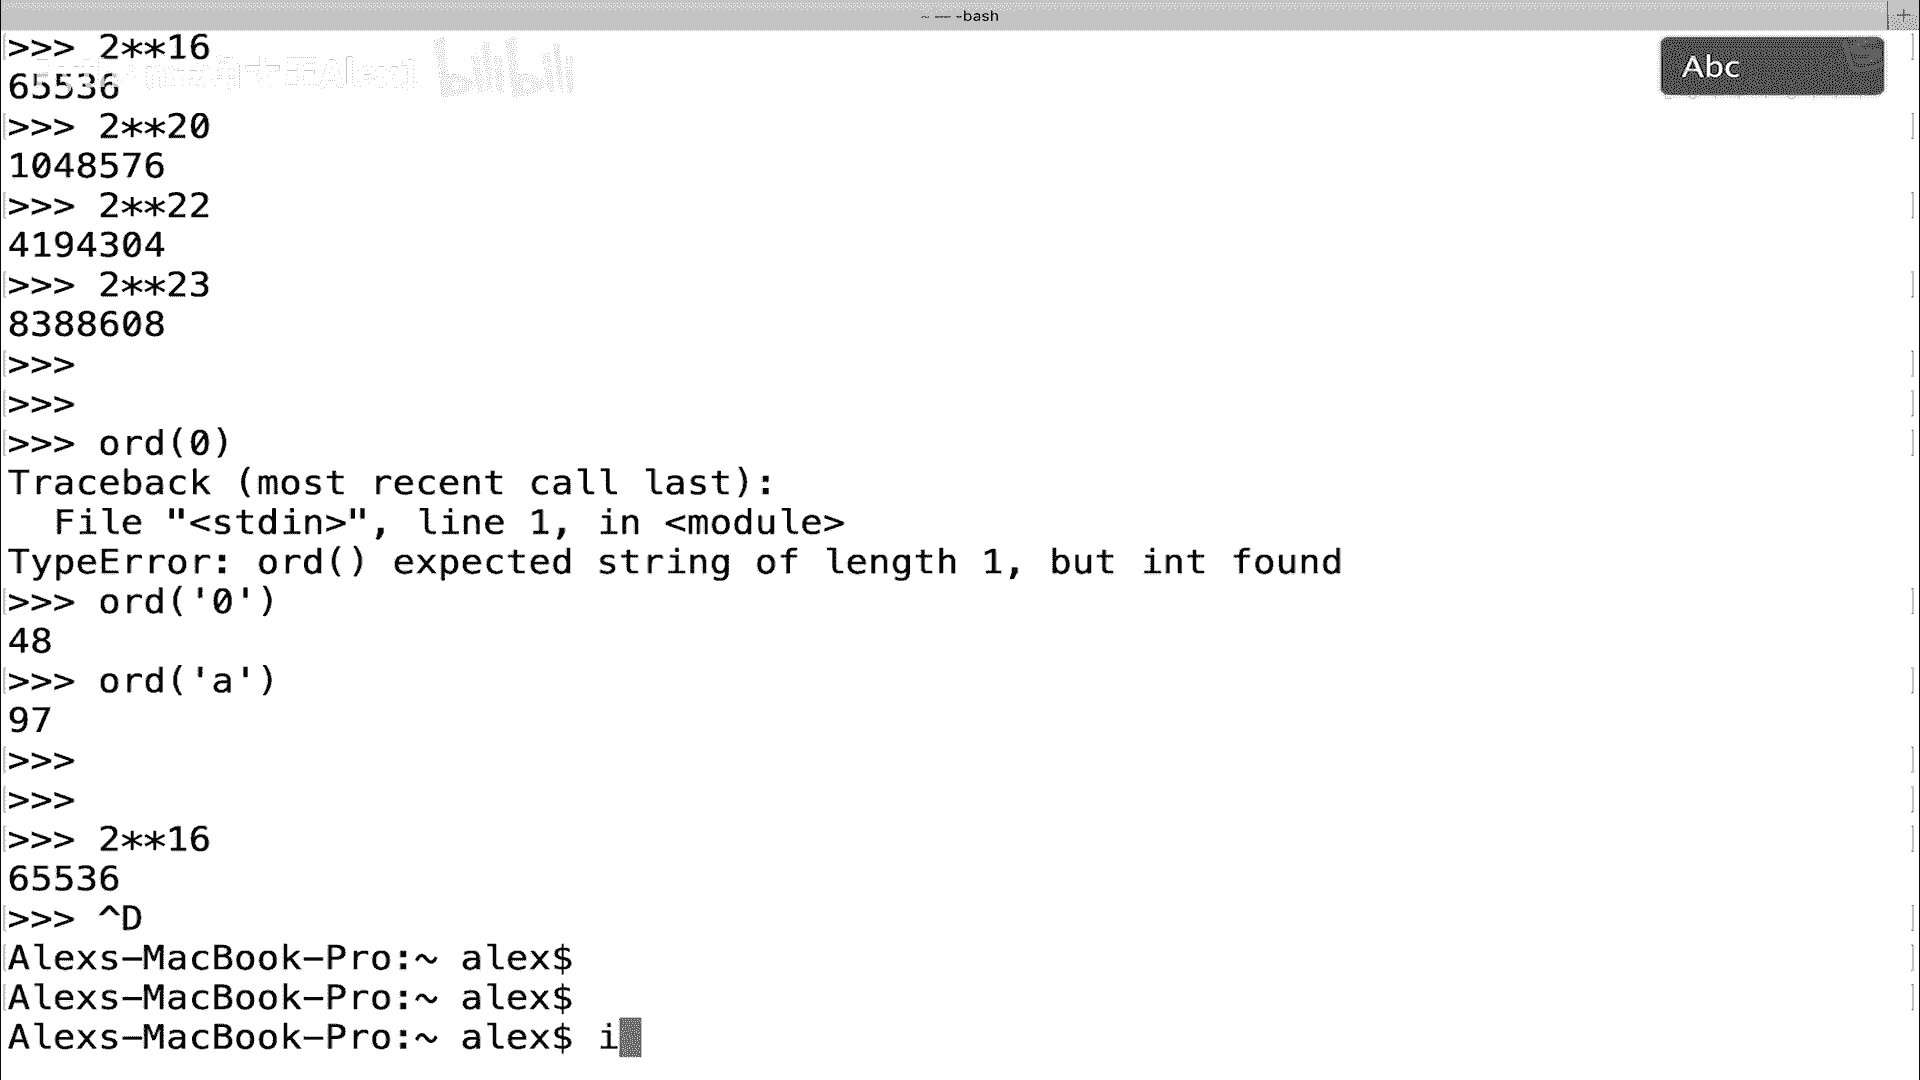 ~ — -bash
+
Abc
>>> 2**16
bilibili
65536
>>> 2**20
1048576
>>> 2**22
4194304
>>> 2**23
8388608
>>>
>>>
>>> ord(0)
Traceback (most recent call last):
  File "<stdin>", line 1, in <module>
TypeError: ord() expected string of length 1, but int found
>>> ord('0')
48
>>> ord('a')
97
>>>
>>>
>>> 2**16
65536
>>> ^D
Alexs-MacBook-Pro:~ alex$
Alexs-MacBook-Pro:~ alex$
Alexs-MacBook-Pro:~ alex$ i